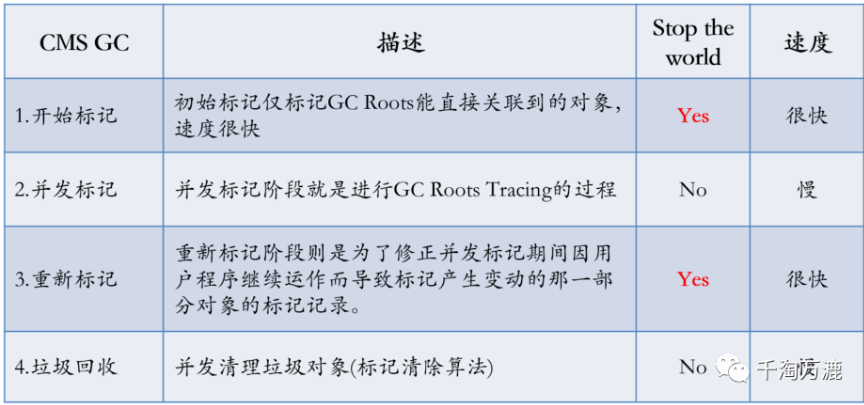 CMS GC 描述 Stop the world 速度
1.开始标记 初始标记仅标记GC Roots能直接关联到的对象，
速度很快 Yes 很快
2.并发标记 并发标记阶段就是进行GC Roots Tracing的过程 No 慢
3.重新标记 重新标记阶段则是为了修正并发标记期间因用
户程序继续运作而导致标记产生变动的那一部
分对象的标记记录。 Yes 很快
4.垃圾回收 并发清理垃圾对象(标记清除算法) No
千淘万漉